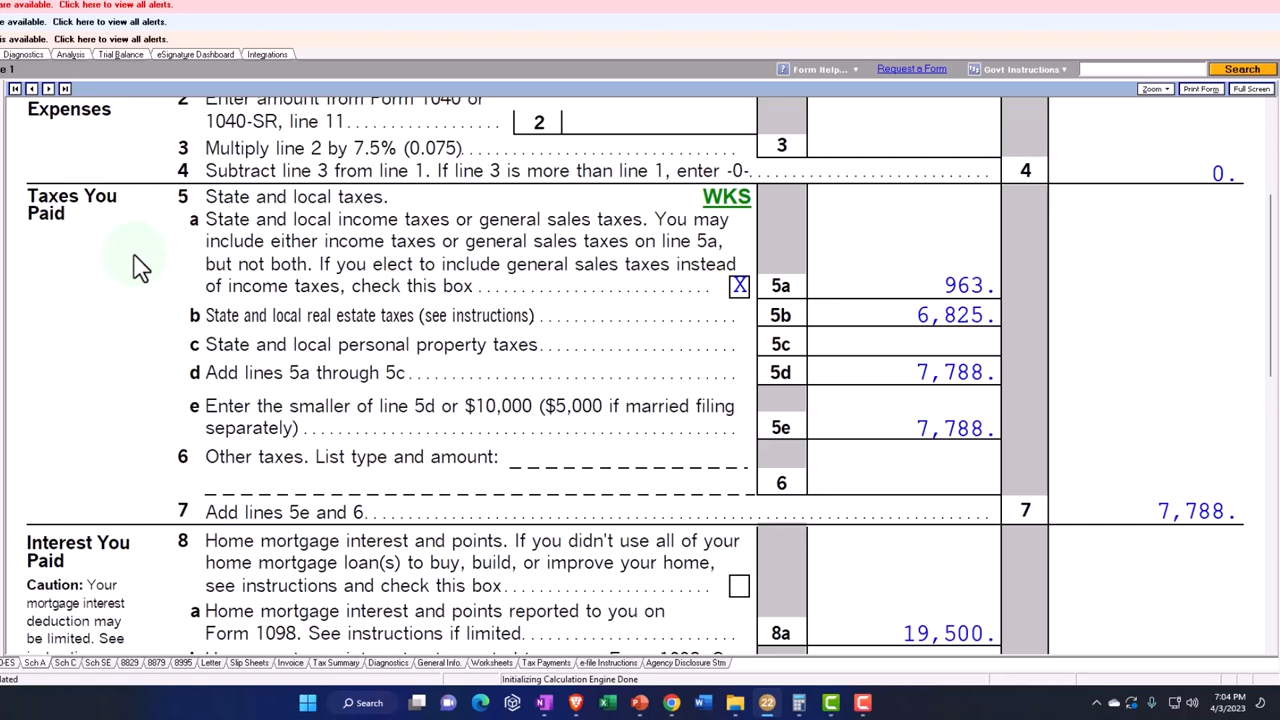 are available. Click here to view all alerts.
e available. Click here to view all alerts.
is available. Click here to view all alerts.
Diagnostics Analysis Trial Balance eSignature Dashboard Integrations
e 1 Form Help... Request a Form Govt Instructions Search
Zoom Print Form Full Screen
Expenses 2 Enter amount from Form 1040 or
1040-SR, line 11 2
3 Multiply line 2 by 7.5% (0.075) 3
4 Subtract line 3 from line 1. If line 3 is more than line 1, enter -0- 4 0.
Taxes You Paid 5 State and local taxes. WKS
a State and local income taxes or general sales taxes. You may
include either income taxes or general sales taxes on line 5a,
but not both. If you elect to include general sales taxes instead
of income taxes, check this box X 5a 963.
b State and local real estate taxes (see instructions) 5b 6,825.
c State and local personal property taxes 5c
d Add lines 5a through 5c 5d 7,788.
e Enter the smaller of line 5d or $10,000 ($5,000 if married filing
separately) 5e 7,788.
6 Other taxes. List type and amount:
6
7 Add lines 5e and 6 7 7,788.
Interest You Paid 8 Home mortgage interest and points. If you didn't use all of your
home mortgage loan(s) to buy, build, or improve your home,
see instructions and check this box
Caution: Your
mortgage interest
deduction may
be limited. See
a Home mortgage interest and points reported to you on
Form 1098. See instructions if limited 8a 19,500.
0-ES Sch A Sch C Sch SE 8829 8879 8995 Letter Slip Sheets Invoice Tax Summary Diagnostics General Info. Worksheets Tax Payments e-file Instructions Agency Disclosure Stm
lated Initializing Calculation Engine Done
Search 22 7:04 PM
4/3/2023